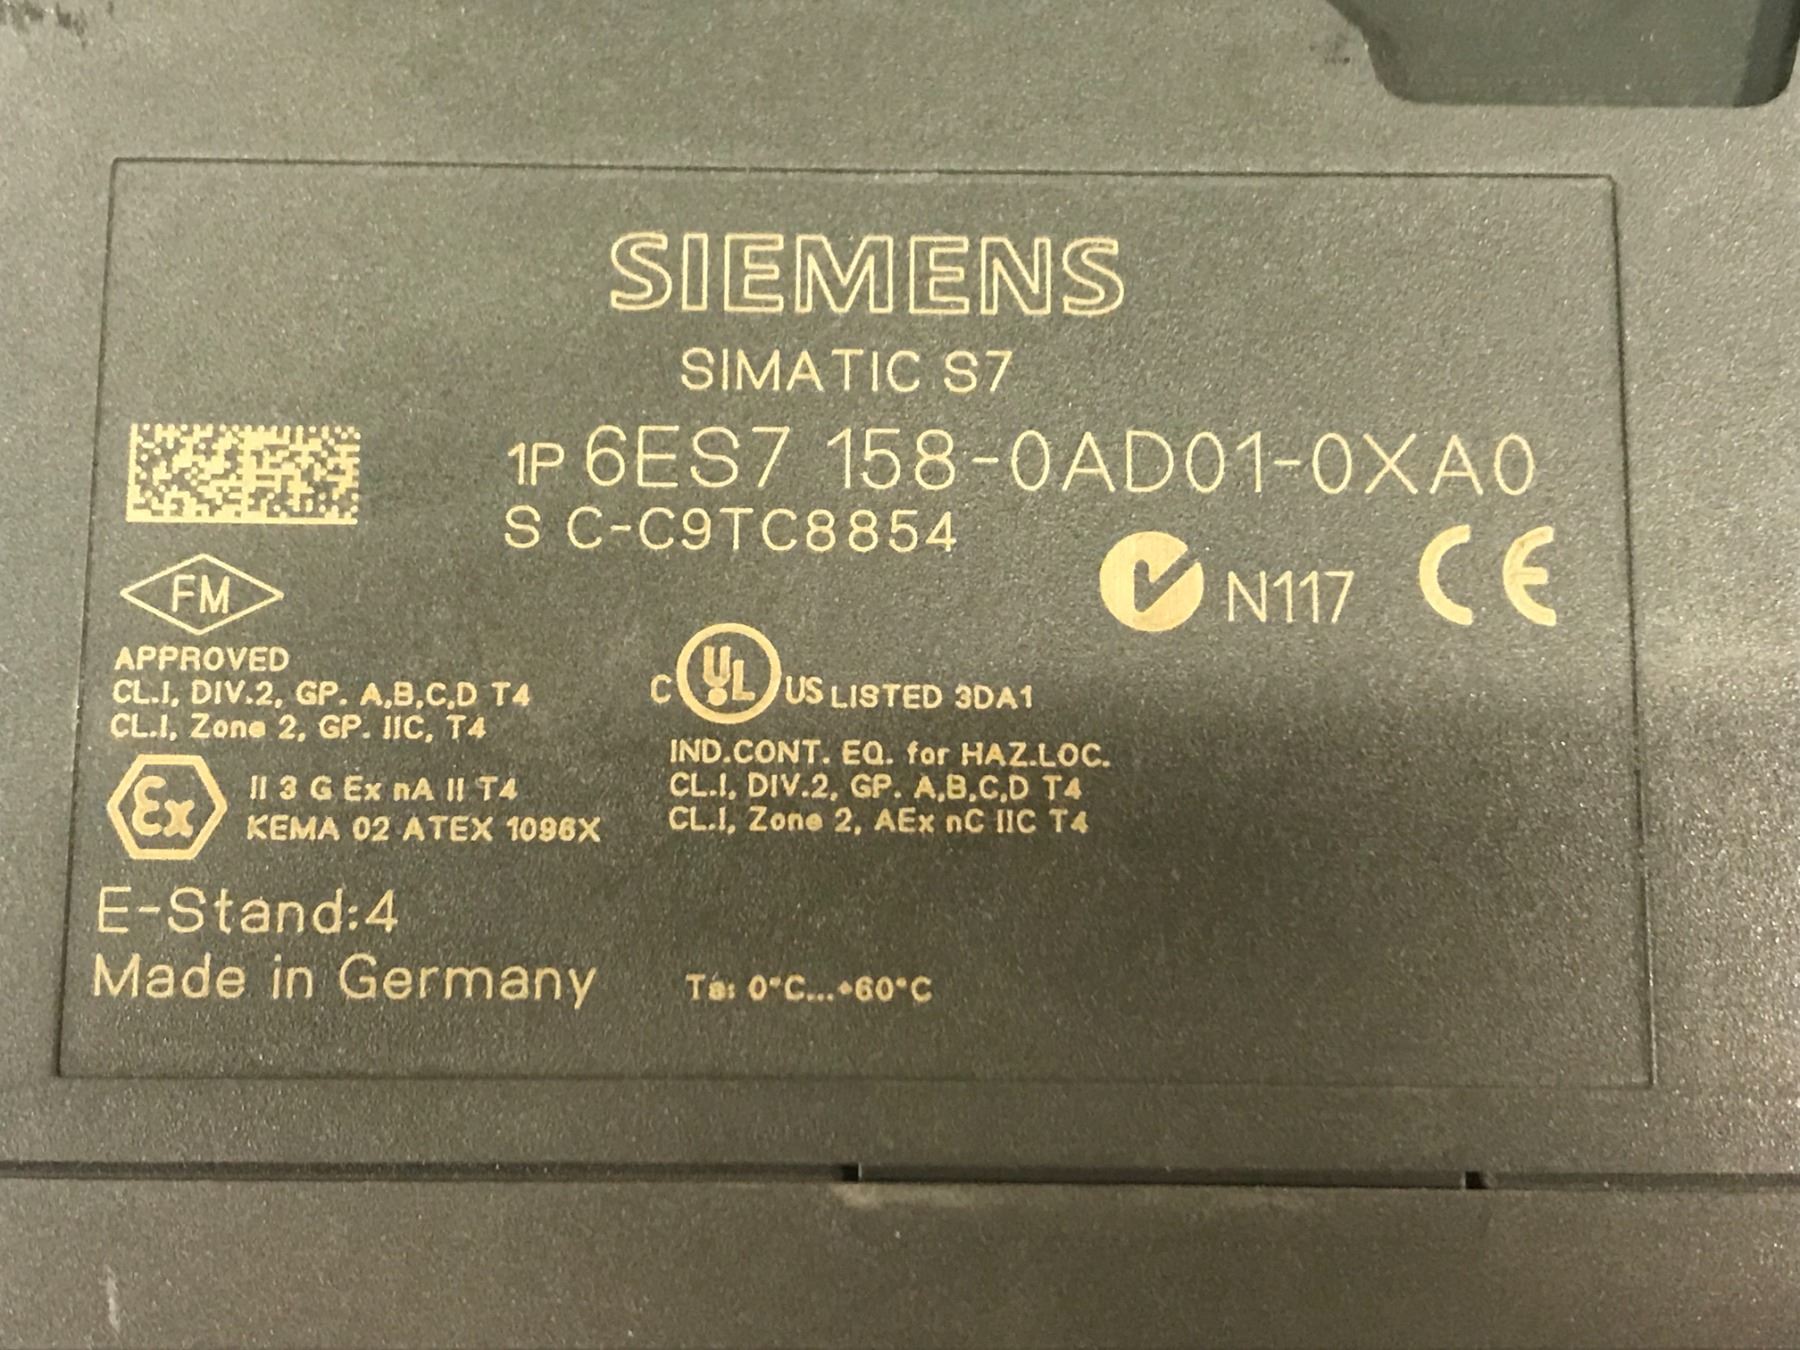 SIEMENS
SIMATIC S7
1P 6ES7 158-0AD01-0XA0
S C-C9TC8854
N117 CE
FM
APPROVED
CL.I, DIV.2, GP. A,B,C,D T4
CL.I, Zone 2, GP. IIC, T4
C UL US LISTED 3DA1
IND.CONT. EQ. for HAZ.LOC.
CL.I, DIV.2, GP. A,B,C,D T4
CL.I, Zone 2, AEx nC IIC T4
Ex II 3 G Ex nA II T4
KEMA 02 ATEX 1096X
E-Stand:4
Made in Germany
Ta: 0°C...+60°C